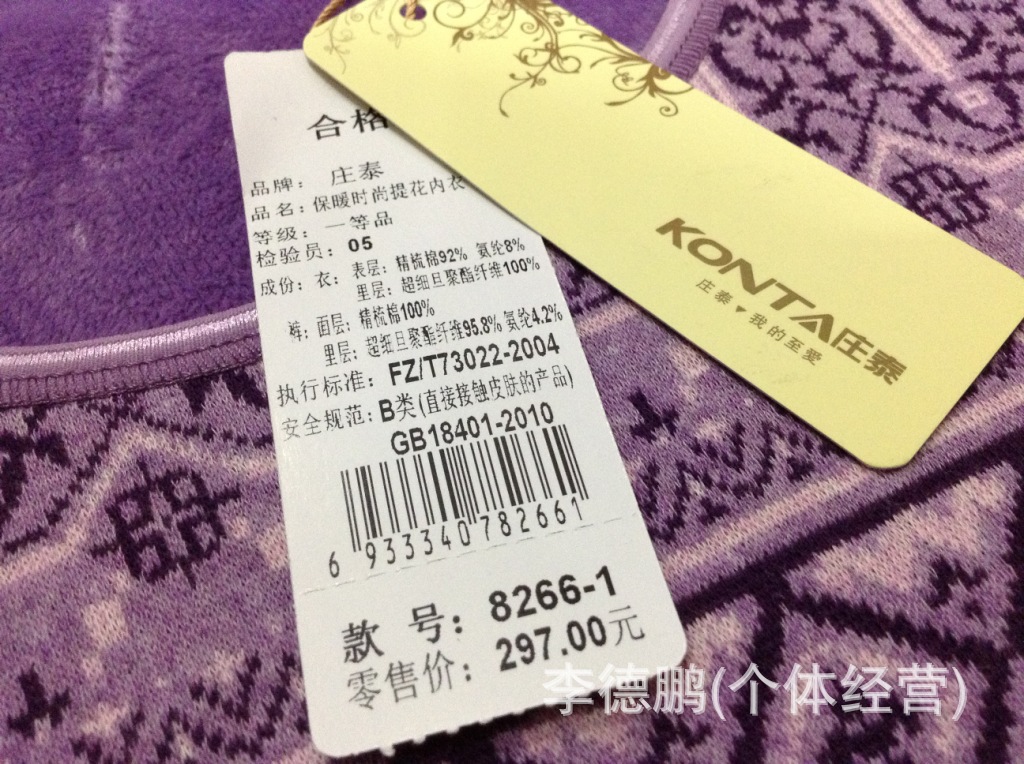 合格
品牌： 庄泰
品名：保暖时尚提花内衣
等级： 一等品
检验员：05
成份：衣：表层：精梳棉92% 氨纶8%
里层：超细旦聚酯纤维100%
裤：面层：精梳棉100%
里层：超细旦聚酯纤维95.8% 氨纶4.2%
执行标准：FZ/T73022-2004
安全规范：B类(直接接触皮肤的产品)
GB18401-2010
6 933340 782661
款 号：8266-1
零售价：297.00元
KONTA庄泰
庄泰♥我的至爱
李德鹏(个体经营)